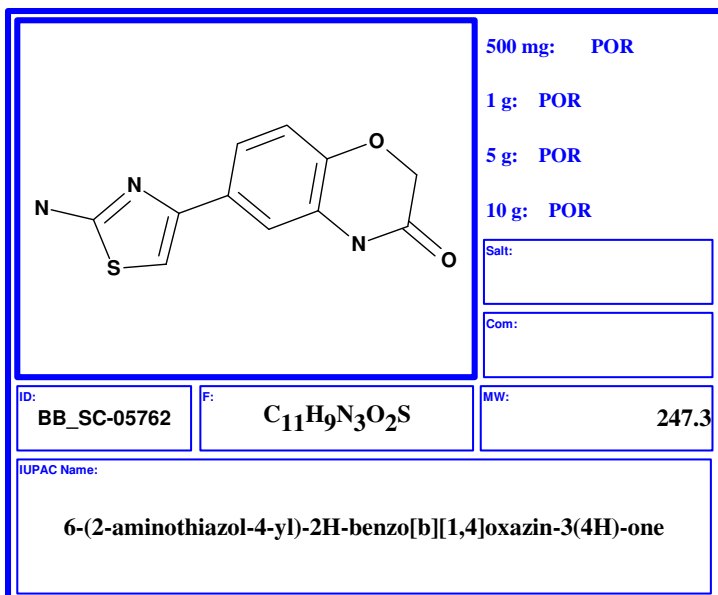 N
N
S
O
N
O
500 mg: POR
1 g: POR
5 g: POR
10 g: POR
Salt:
Com:
ID:
BB_SC-05762
F:
C11H9N3O2S
MW:
247.3
IUPAC Name:
6-(2-aminothiazol-4-yl)-2H-benzo[b][1,4]oxazin-3(4H)-one